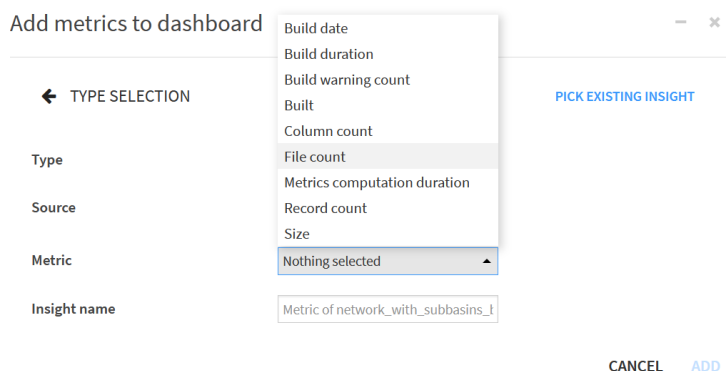 Add metrics to dashboard
Build date
Build duration
Build warning count
Built
Column count
File count
Metrics computation duration
Record count
Size
TYPE SELECTION
PICK EXISTING INSIGHT
Type
Source
Metric
Nothing selected
Insight name
Metric of network_with_subbasins_
CANCEL
ADD